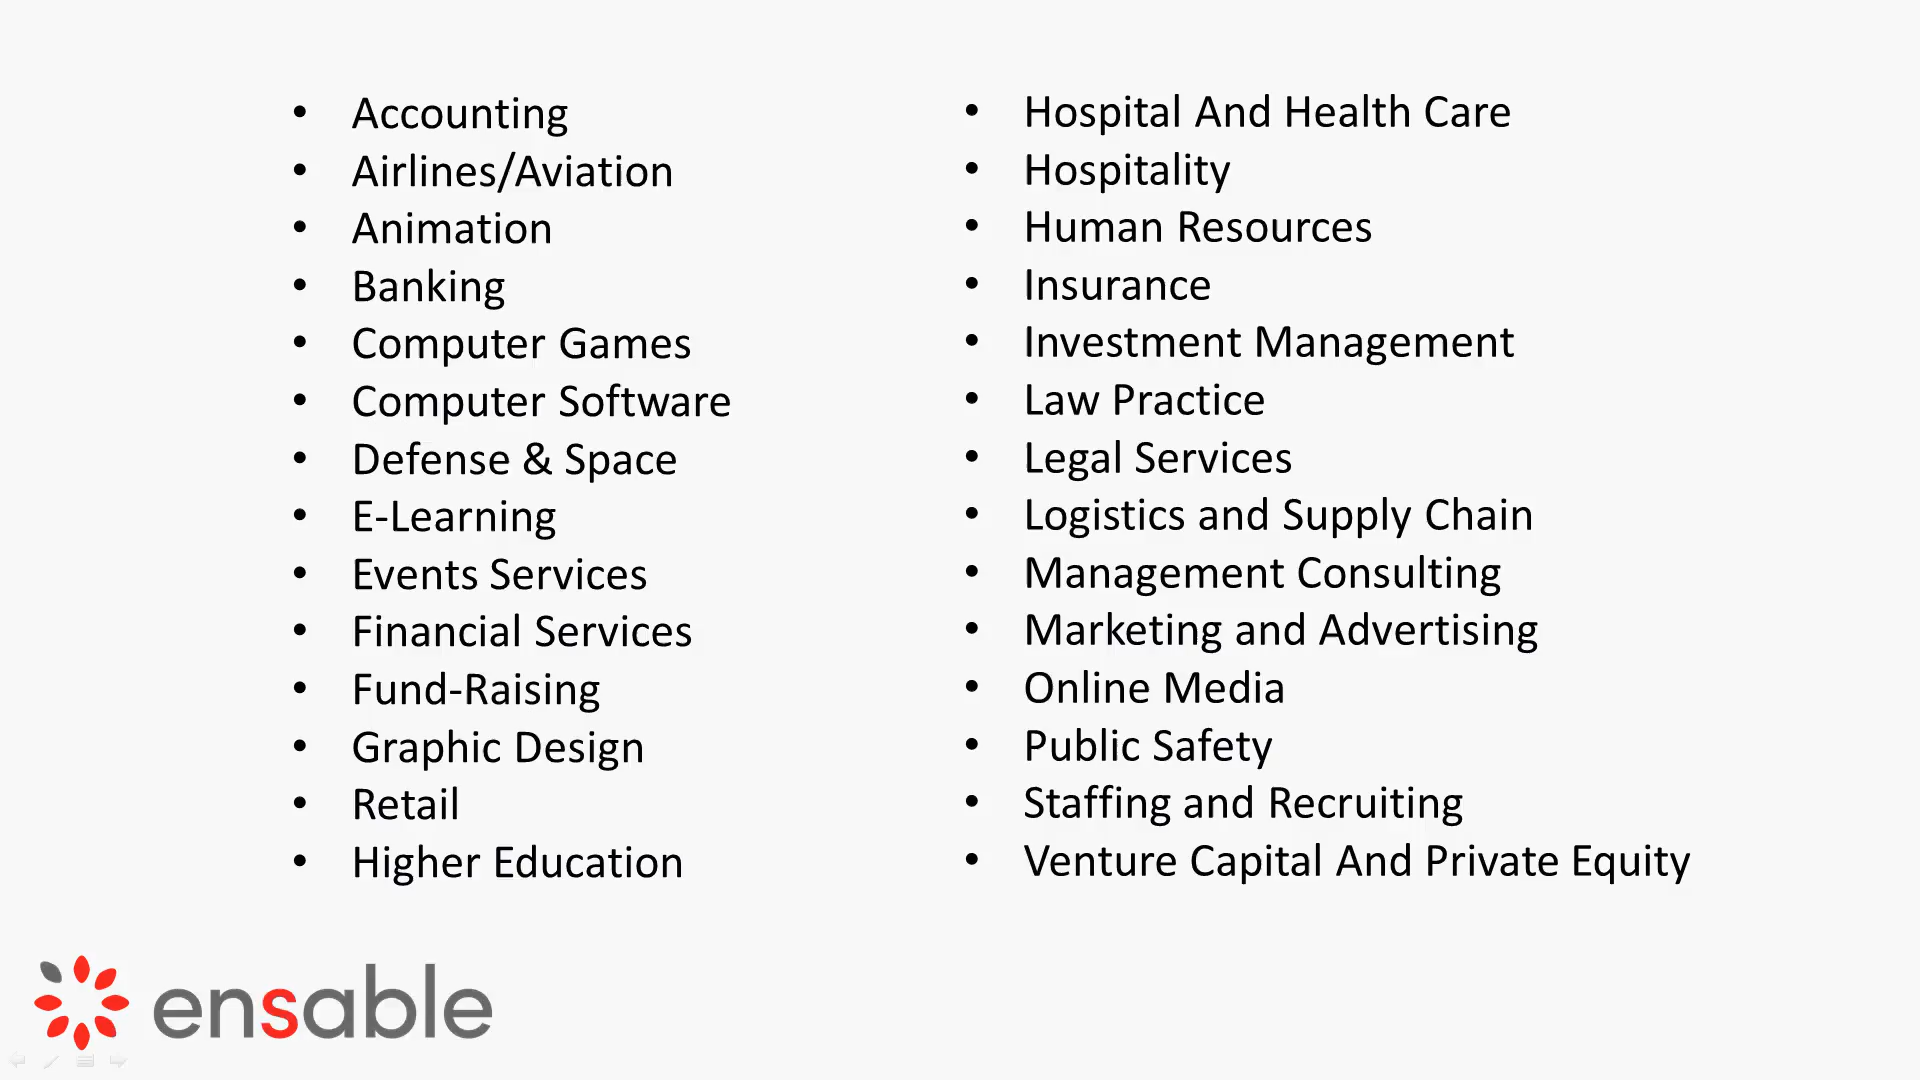 • Accounting
• Airlines/Aviation
• Animation
• Banking
• Computer Games
• Computer Software
• Defense & Space
• E-Learning
• Events Services
• Financial Services
• Fund-Raising
• Graphic Design
• Retail
• Higher Education
• Hospital And Health Care
• Hospitality
• Human Resources
• Insurance
• Investment Management
• Law Practice
• Legal Services
• Logistics and Supply Chain
• Management Consulting
• Marketing and Advertising
• Online Media
• Public Safety
• Staffing and Recruiting
• Venture Capital And Private Equity
ensable